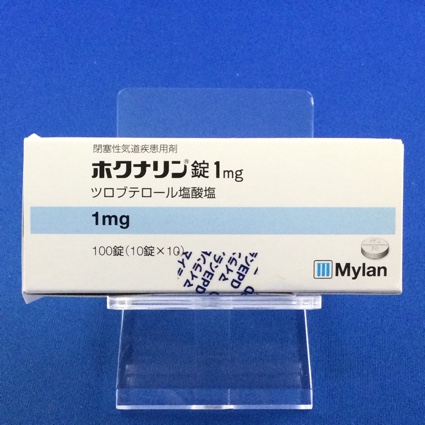 閉塞性気道疾患用剤
ホクナリン®錠1mg
ツロブテロール塩酸塩
1mg
100錠(10錠×10)
Mylan